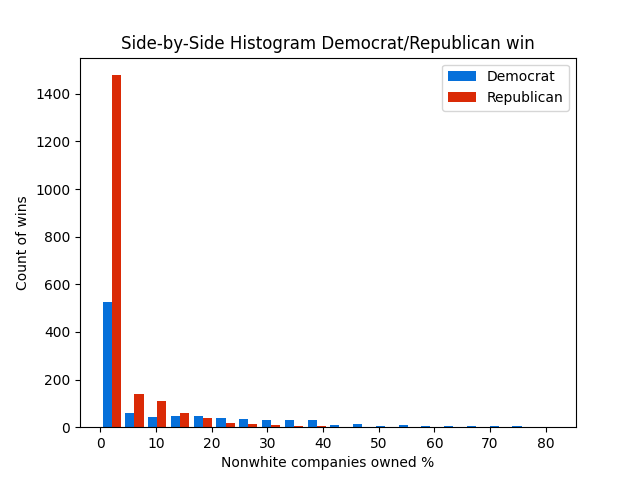 Side-by-Side Histogram Democrat/Republican win
Democrat
Republican
1400
1200
1000
800
600
400
200
0
Count of wins
0 10 20 30 40 50 60 70 80
Nonwhite companies owned %